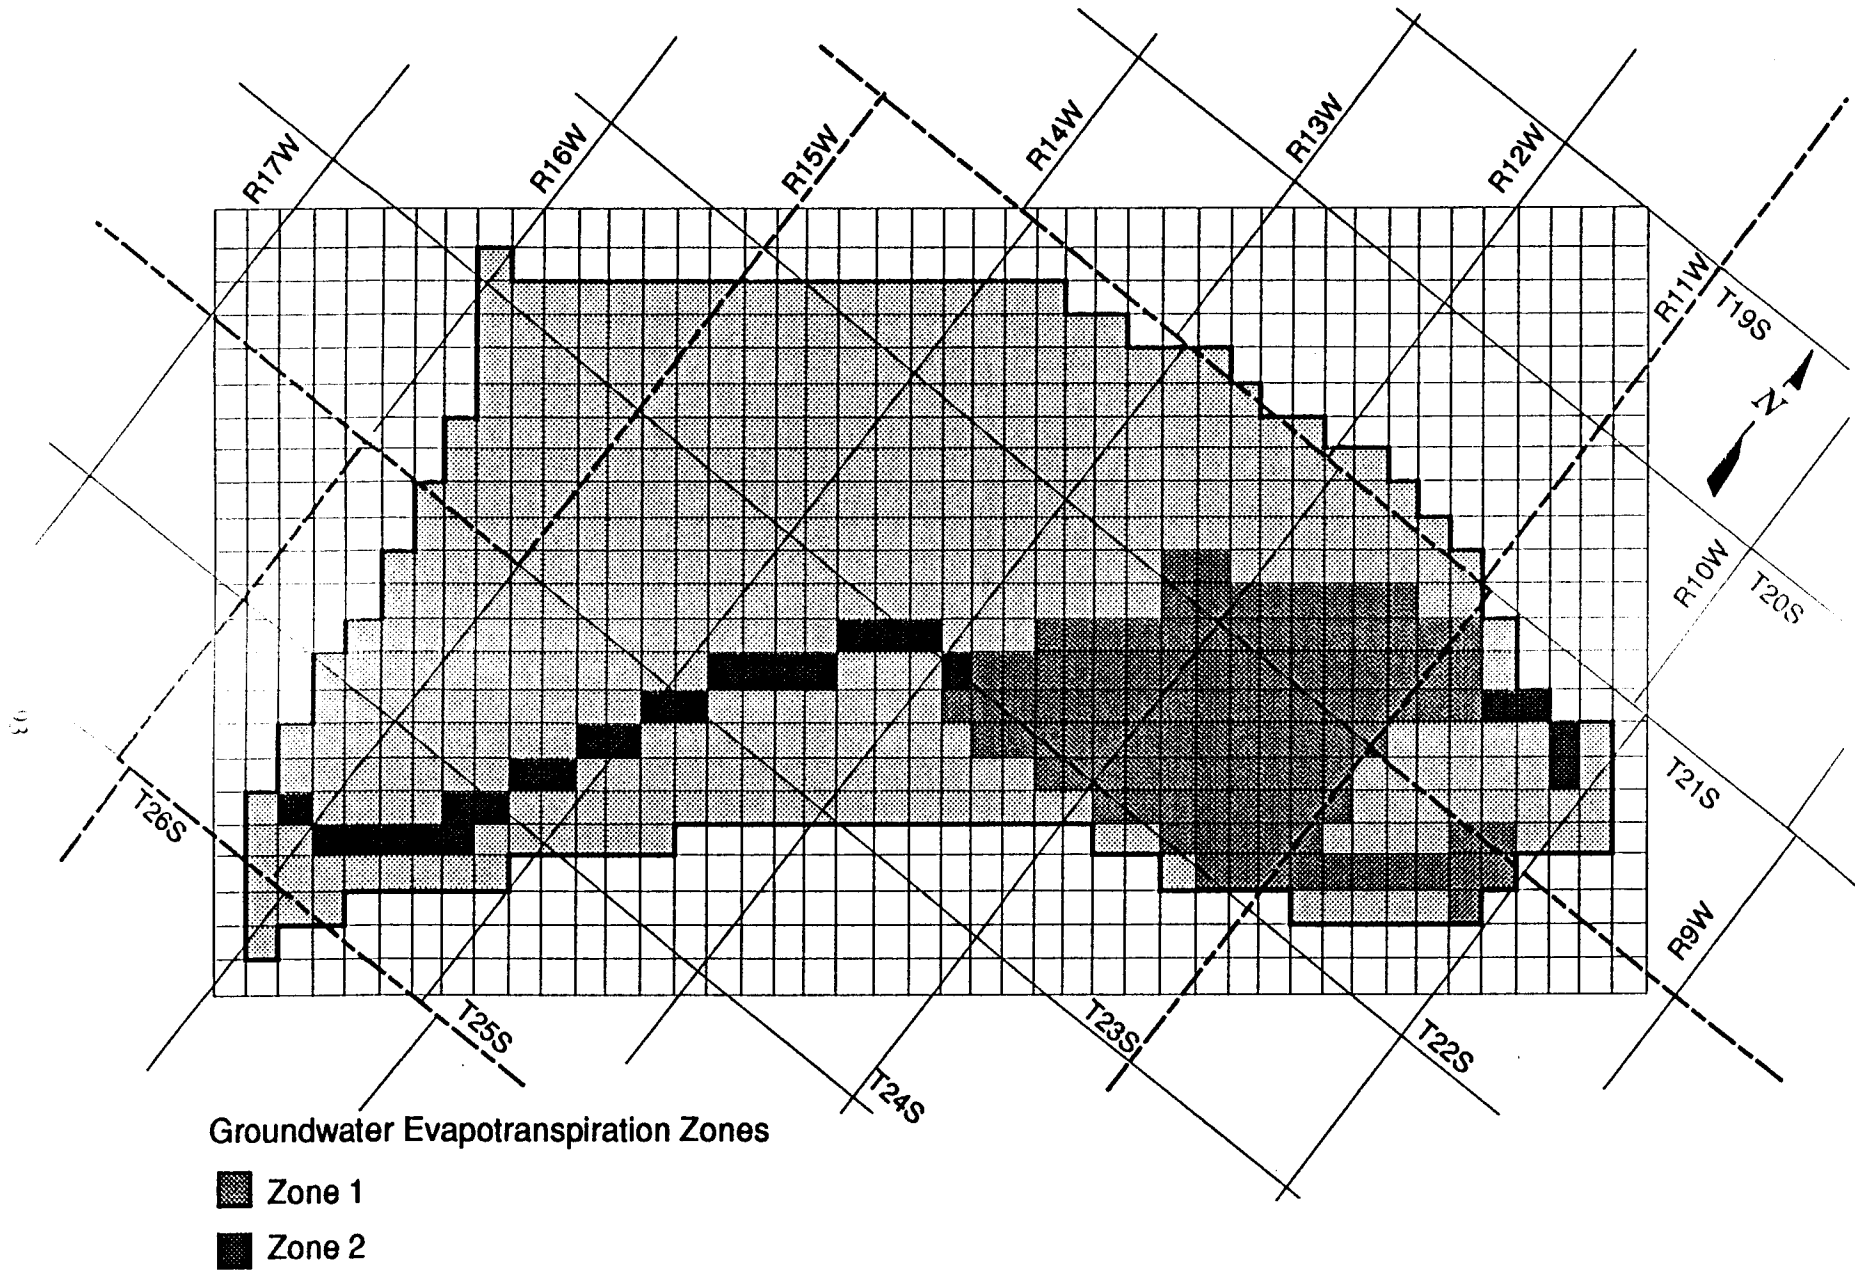 R17W
R16W
R15W
R14W
R13W
R12W
R11W
T19S
N
R10W
T20S
T21S
T26S
R9W
T25S
T23S
T22S
T24S
Groundwater Evapotranspiration Zones
Zone 1
Zone 2